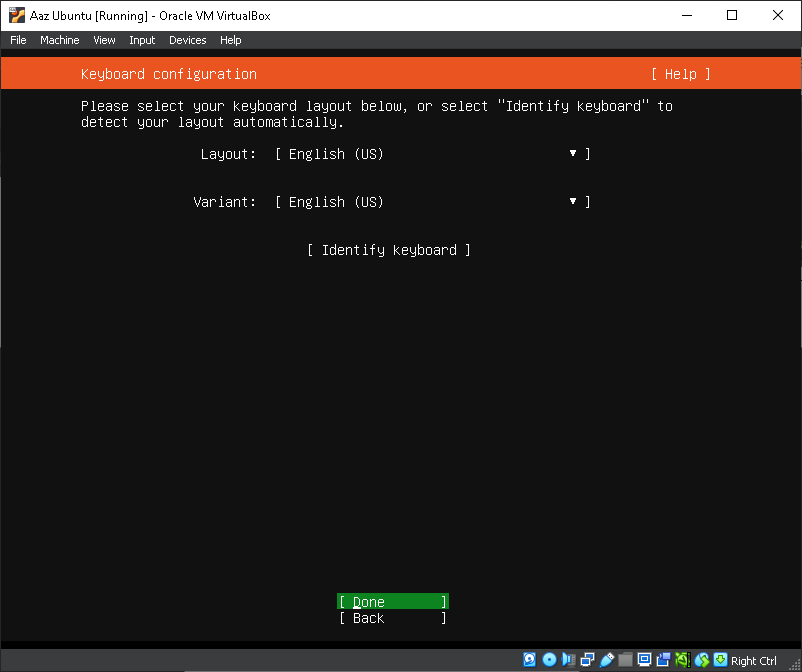 Aaz Ubuntu [Running] - Oracle VM VirtualBox
File Machine View Input Devices Help
Keyboard configuration [ Help ]
Please select your keyboard layout below, or select "Identify keyboard" to
detect your layout automatically.
Layout: [ English (US) ▼ ]
Variant: [ English (US) ▼ ]
[ Identify keyboard ]
[ Done ]
[ Back ]
Right Ctrl